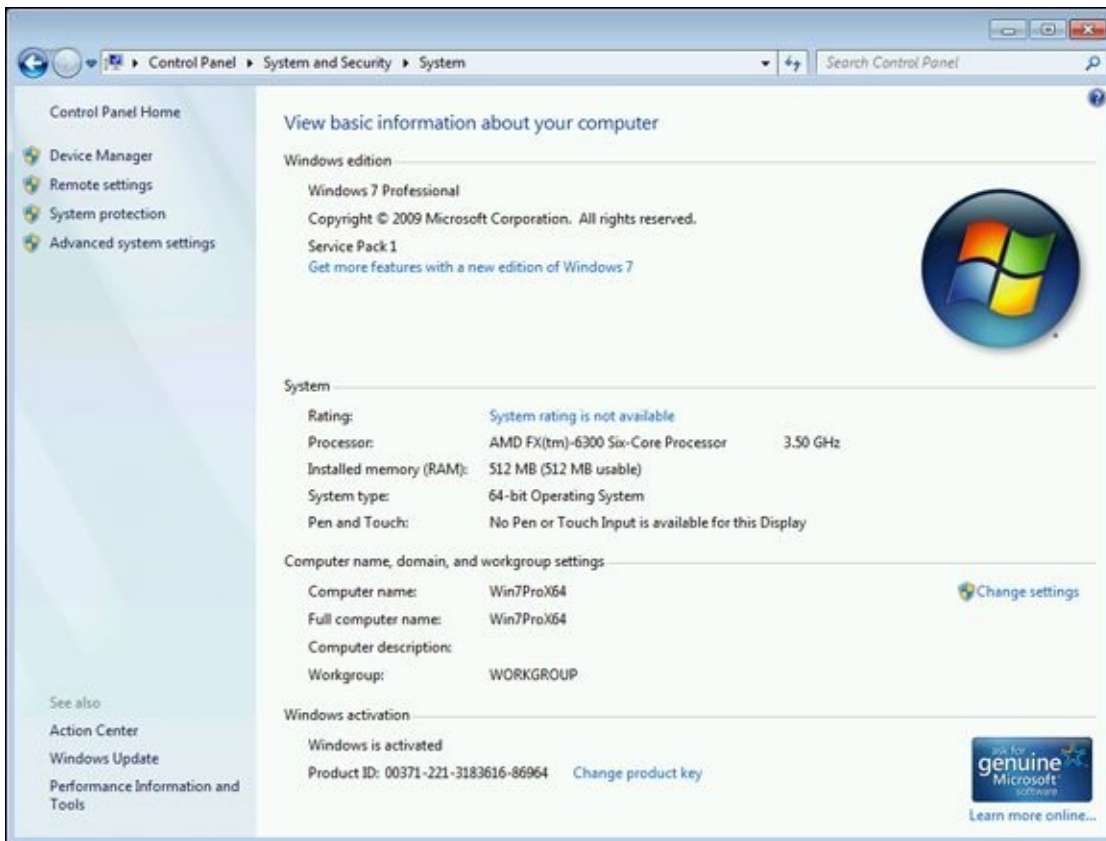 Control Panel ▸ System and Security ▸ System
Search Control Panel
Control Panel Home
Device Manager
Remote settings
System protection
Advanced system settings
See also
Action Center
Windows Update
Performance Information and
Tools
View basic information about your computer
Windows edition
Windows 7 Professional
Copyright © 2009 Microsoft Corporation. All rights reserved.
Service Pack 1
Get more features with a new edition of Windows 7
System
Rating: System rating is not available
Processor: AMD FX(tm)-6300 Six-Core Processor 3.50 GHz
Installed memory (RAM): 512 MB (512 MB usable)
System type: 64-bit Operating System
Pen and Touch: No Pen or Touch Input is available for this Display
Computer name, domain, and workgroup settings
Computer name: Win7ProX64
Change settings
Full computer name: Win7ProX64
Computer description:
Workgroup: WORKGROUP
Windows activation
Windows is activated
Product ID: 00371-221-3183616-86964 Change product key
ask for
genuine
Microsoft
software
Learn more online...